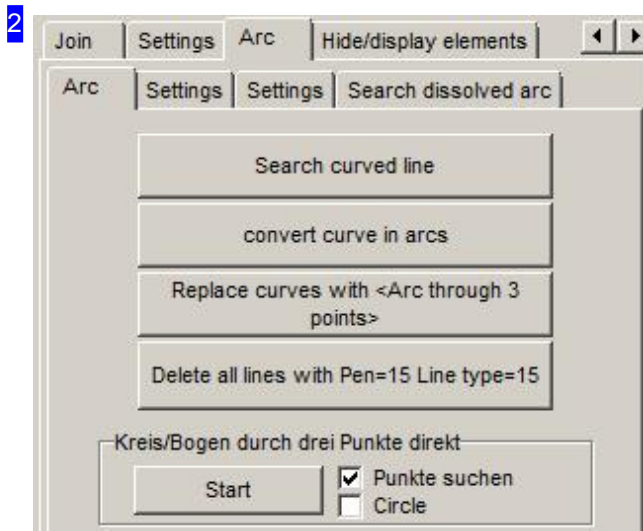 2
Join Settings Arc Hide/display elements
Arc Settings Settings Search dissolved arc
Search curved line
convert curve in arcs
Replace curves with <Arc through 3
points>
Delete all lines with Pen=15 Line type=15
Kreis/Bogen durch drei Punkte direkt
Start Punkte suchen
Circle